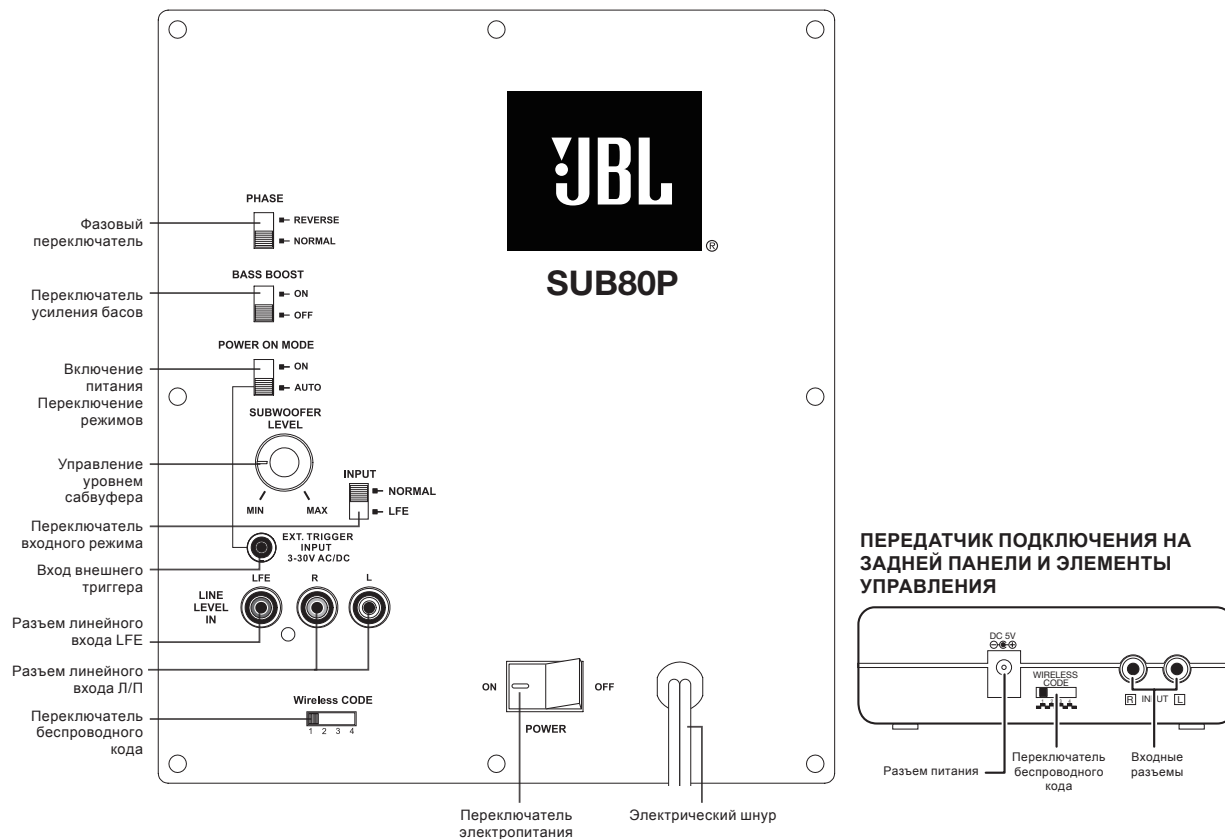 JBL
®
SUB80P
PHASE
REVERSE
NORMAL
Фазовый
переключатель
BASS BOOST
ON
OFF
Переключатель
усиления басов
POWER ON MODE
ON
AUTO
Включение
питания
Переключение
режимов
SUBWOOFER
LEVEL
MIN
MAX
Управление
уровнем
сабвуфера
INPUT
NORMAL
LFE
Переключатель
входного режима
EXT. TRIGGER
INPUT
3-30V AC/DC
Вход внешнего
триггера
LINE
LEVEL
IN
LFE
R
L
Разъем линейного
входа LFE
Разъем линейного
входа Л/П
Wireless CODE
1 2 3 4
Переключатель
беспроводного
кода
ON
OFF
POWER
Переключатель
электропитания
Электрический шнур
ПЕРЕДАТЧИК ПОДКЛЮЧЕНИЯ НА
ЗАДНЕЙ ПАНЕЛИ И ЭЛЕМЕНТЫ
УПРАВЛЕНИЯ
DC 5V
WIRELESS
CODE
R INPUT L
Разъем питания
Переключатель
беспроводного
кода
Входные
разъемы